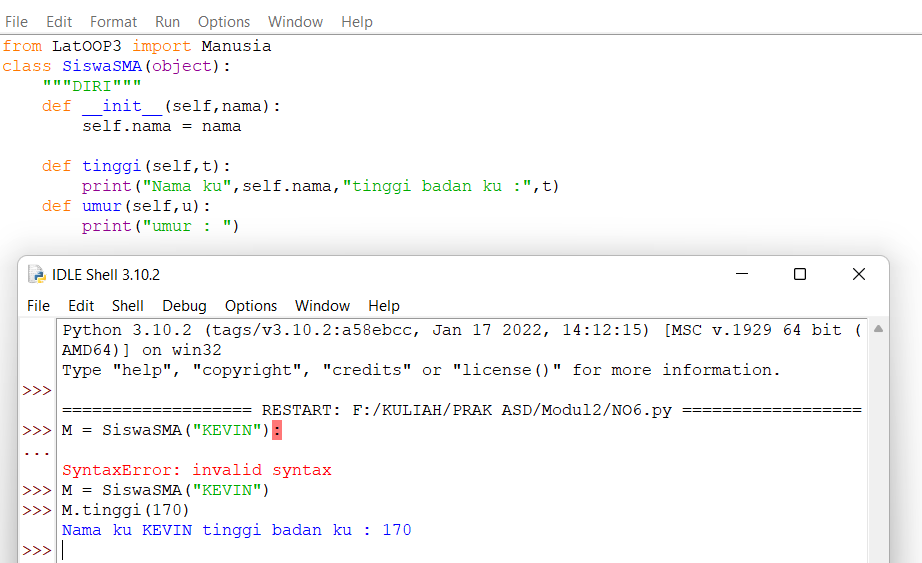 File Edit Format Run Options Window Help
from LatOOP3 import Manusia
class SiswaSMA(object):
    """DIRI"""
    def __init__(self,nama):
        self.nama = nama

    def tinggi(self,t):
        print("Nama ku",self.nama,"tinggi badan ku :",t)
    def umur(self,u):
        print("umur : ")
IDLE Shell 3.10.2
File Edit Shell Debug Options Window Help
Python 3.10.2 (tags/v3.10.2:a58ebcc, Jan 17 2022, 14:12:15) [MSC v.1929 64 bit (
AMD64)] on win32
Type "help", "copyright", "credits" or "license()" for more information.
>>>
=================== RESTART: F:/KULIAH/PRAK ASD/Modul2/NO6.py ==================
>>> M = SiswaSMA("KEVIN"):
...
SyntaxError: invalid syntax
>>> M = SiswaSMA("KEVIN")
>>> M.tinggi(170)
Nama ku KEVIN tinggi badan ku : 170
>>>